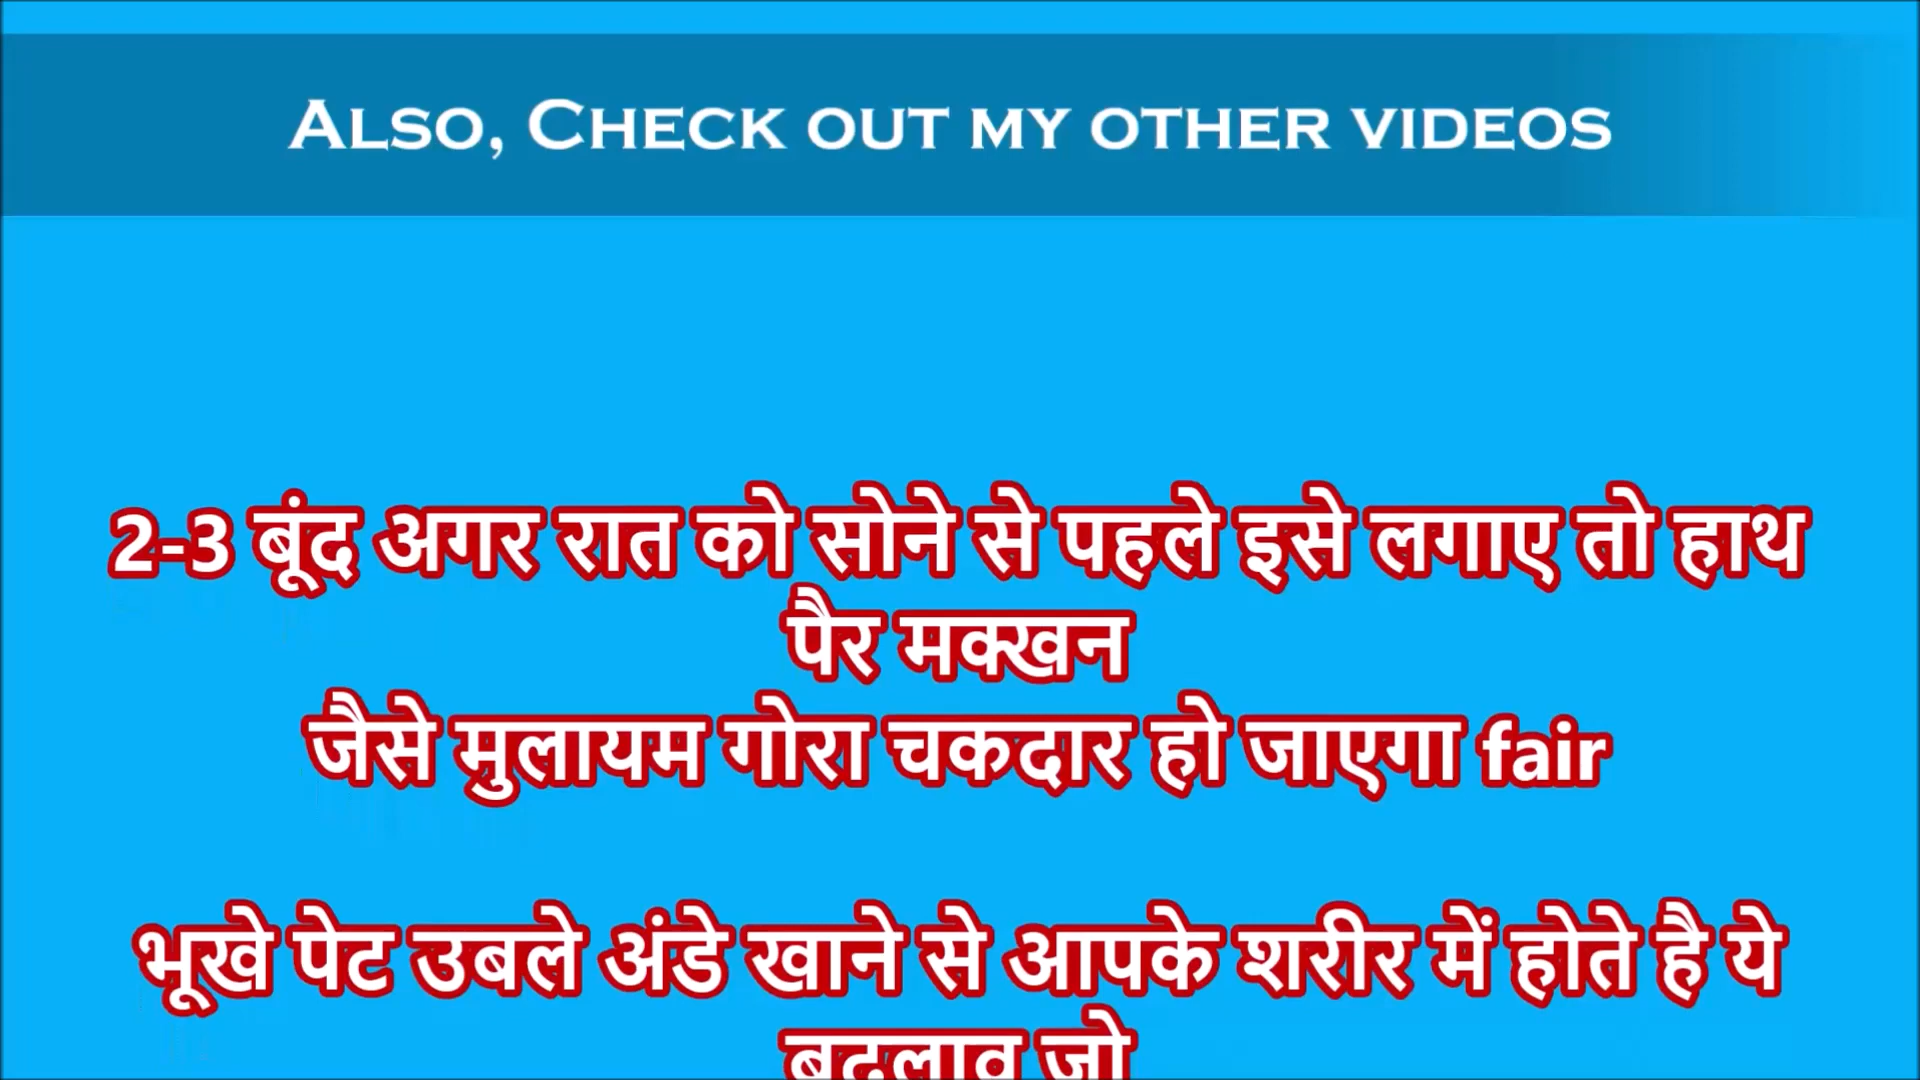 Also, Check out my other videos
2-3 बूंद अगर रात को सोने से पहले इसे लगाए तो हाथ
पैर मक्खन
जैसे मुलायम गोरा चकदार हो जाएगा fair
भूखे पेट उबले अंडे खाने से आपके शरीर में होते है ये
बदलाव जो